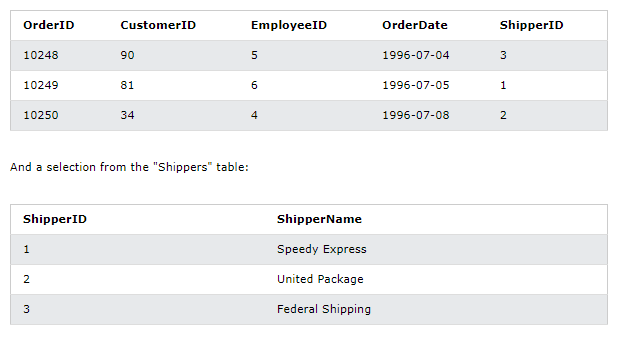 OrderID CustomerID EmployeeID OrderDate ShipperID
10248 90 5 1996-07-04 3
10249 81 6 1996-07-05 1
10250 34 4 1996-07-08 2
And a selection from the "Shippers" table:
ShipperID ShipperName
1 Speedy Express
2 United Package
3 Federal Shipping